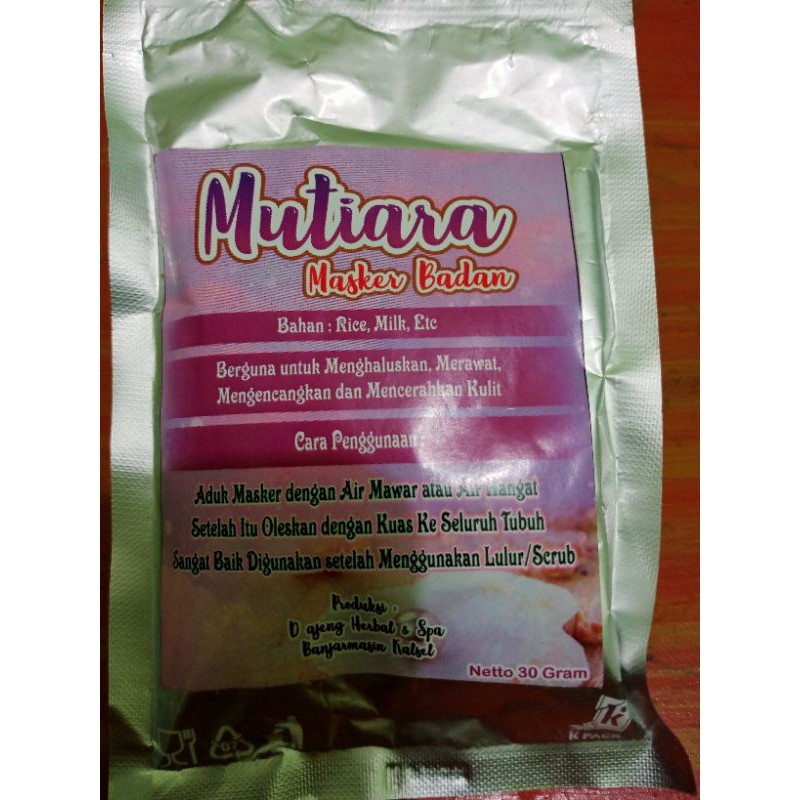 Mutiara
Masker Badan
Bahan : Rice, Milk, Etc
Berguna untuk Menghaluskan, Merawat,
Mengencangkan dan Mencerahkan Kulit
Cara Penggunaan :
Aduk Masker dengan Air Mawar atau Air Hangat
Setelah Itu Oleskan dengan Kuas Ke Seluruh Tubuh
Sangat Baik Digunakan setelah Menggunakan Lulur/Scrub
Produksi :
D ajeng Herbal & Spa
Banjarmasin Kalsel
Netto 30 Gram
K PACK